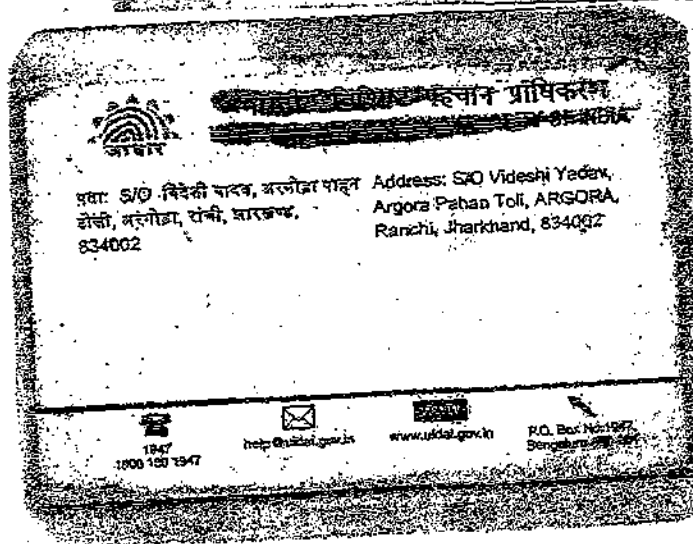 पहचान प्राधिकरण
आधार
पता: S/O विदेशी यादव, अरगोड़ा पाहन
टोली, अरगोड़ा, रांची, झारखण्ड,
834002
Address: S/O Videshi Yadav,
Argora Pahan Toli, ARGORA,
Ranchi, Jharkhand, 834002
1947
1800 180 1947
help@uidai.gov.in
www.uidai.gov.in
P.O. Box No.1947,
Bengaluru